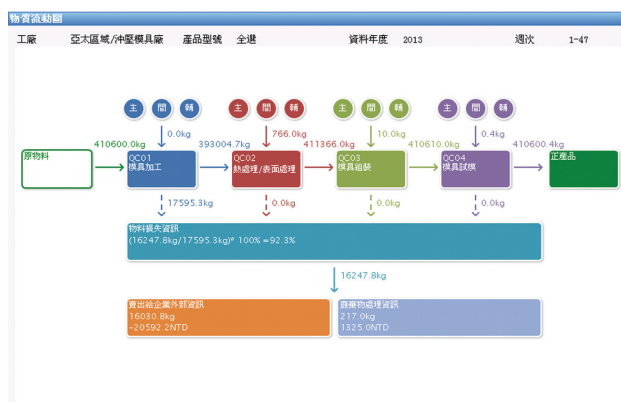 物質流動圖
工廠 亞太區域/沖壓模具廠 產品型號 全選 資料年度 2013 週次 1-47
主 間 輔 主 間 輔 主 間 輔 主 間 輔
0.0kg 766.0kg 10.0kg 0.4kg
410600.0kg 393004.7kg 411366.0kg 410610.0kg 410600.4kg
原物料
QC01
模具加工
QC02
熱處理/表面處理
QC03
模具組裝
QC04
模具試模
正產品
17595.3kg 0.0kg 0.0kg 0.0kg
物料損失資訊
(16247.8kg/17595.3kg)* 100% =92.3%
16247.8kg
賣出給企業外部資訊
16030.8kg
-20592.2NTD
廢棄物處理資訊
217.0kg
1325.0NTD